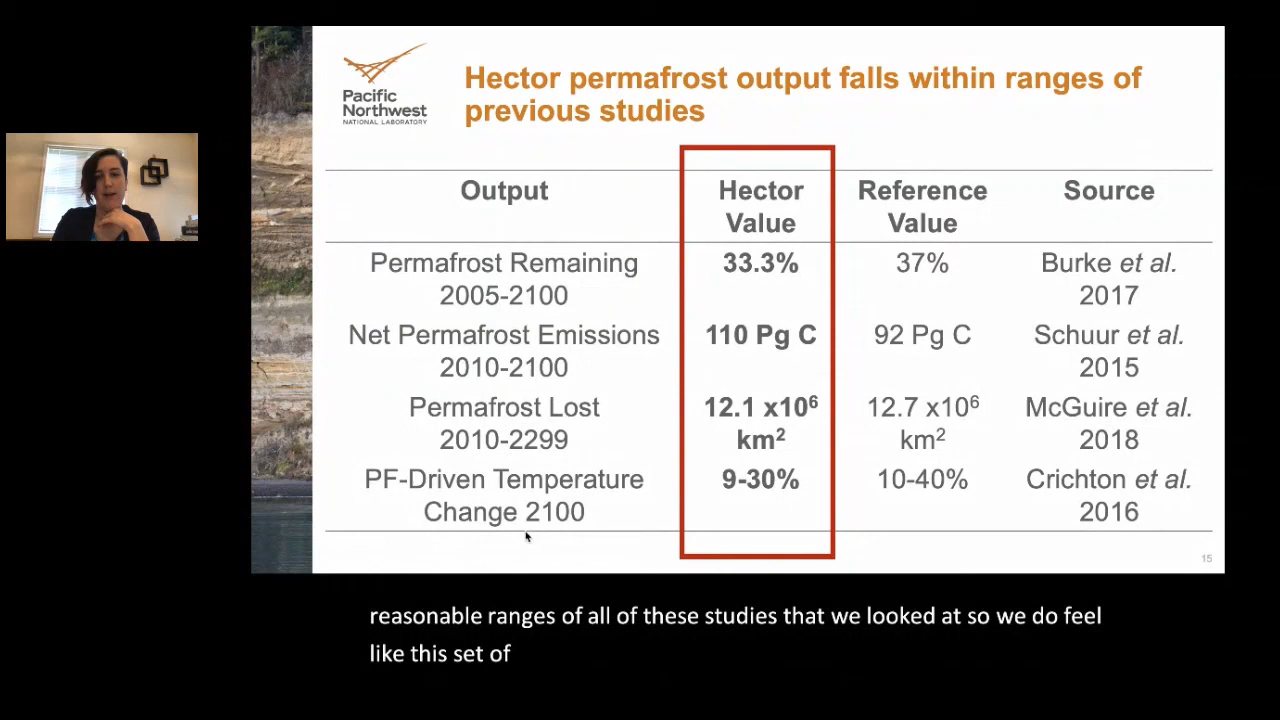 Pacific
Northwest
NATIONAL LABORATORY
Hector permafrost output falls within ranges of
previous studies
Output
Hector
Value
Reference
Value
Source
Permafrost Remaining
2005-2100
33.3%
37%
Burke et al.
2017
Net Permafrost Emissions
2010-2100
110 Pg C
92 Pg C
Schuur et al.
2015
Permafrost Lost
2010-2299
12.1 x10⁶
km²
12.7 x10⁶
km²
McGuire et al.
2018
PF-Driven Temperature
Change 2100
9-30%
10-40%
Crichton et al.
2016
15
reasonable ranges of all of these studies that we looked at so we do feel
like this set of